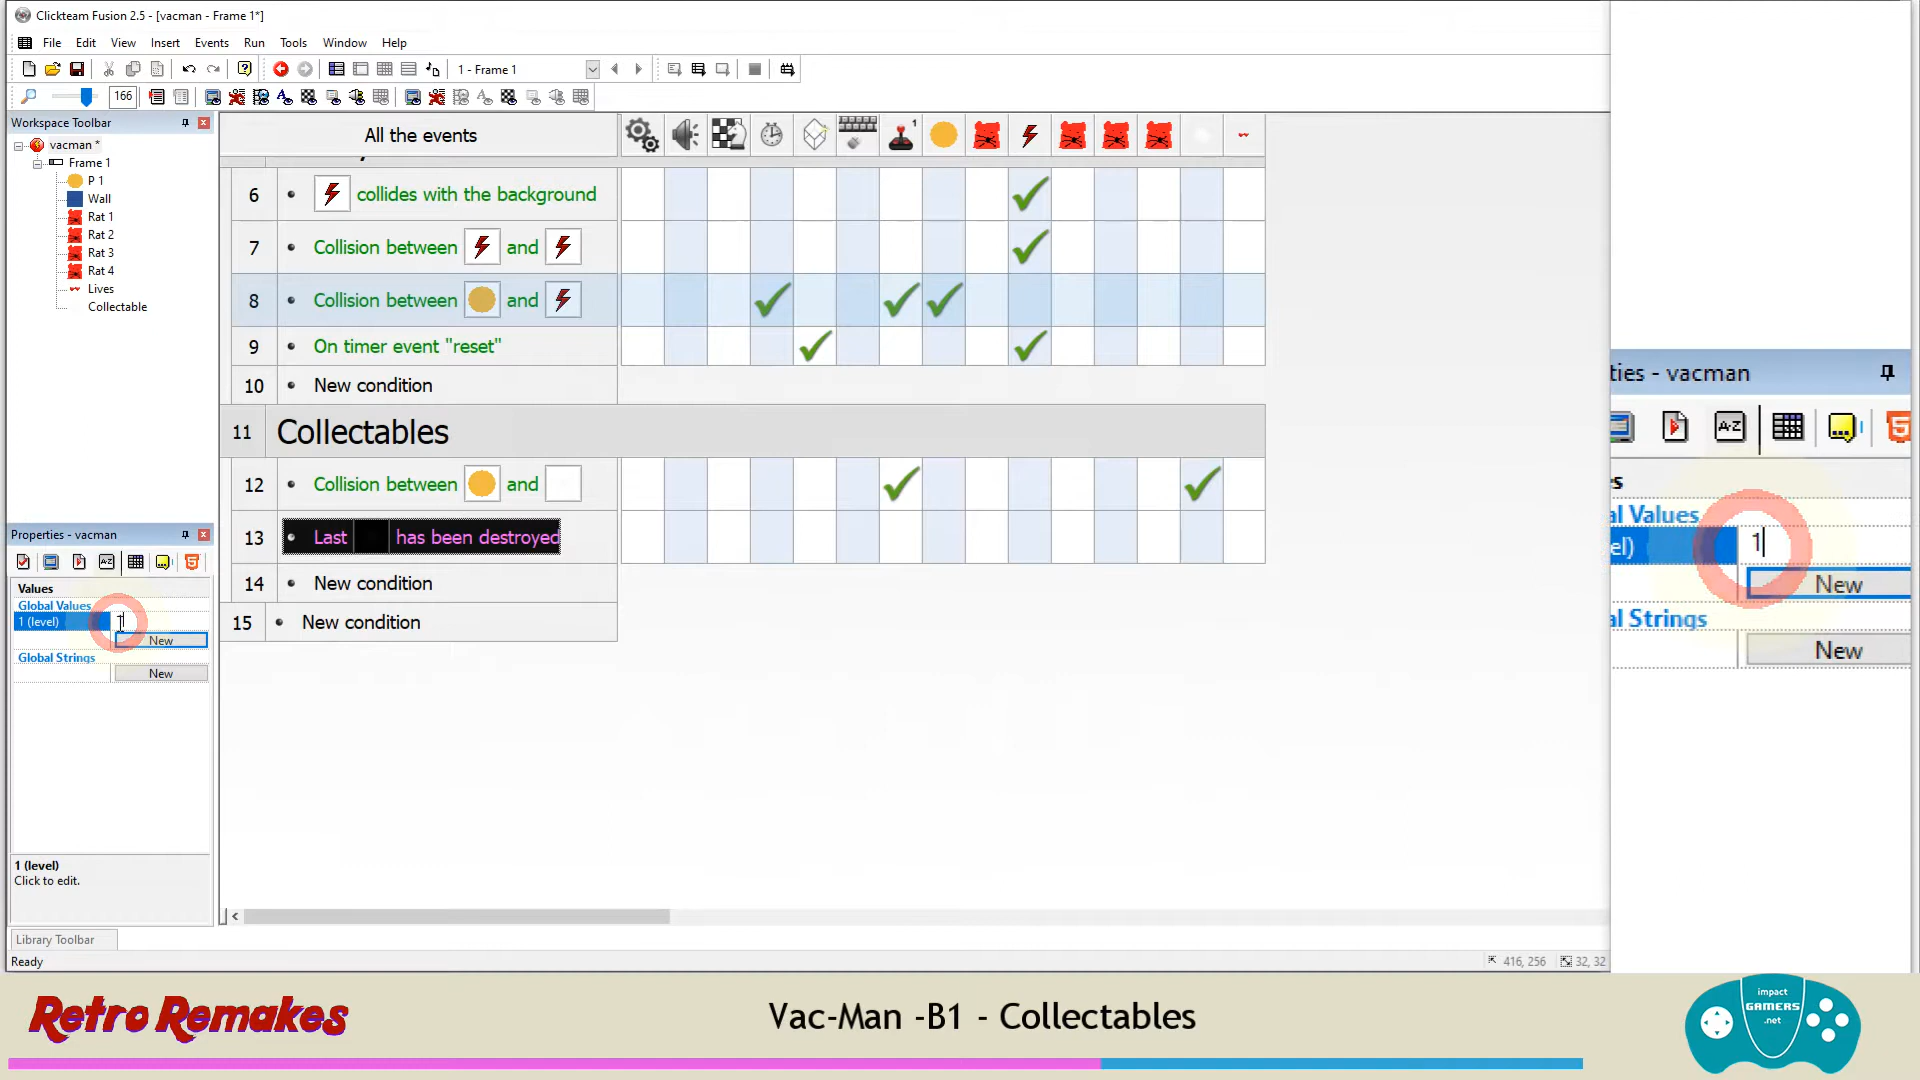 Clickteam Fusion 2.5 - [vacman - Frame 1*]
File Edit View Insert Events Run Tools Window Help
1 - Frame 1
166
Workspace Toolbar
vacman *
Frame 1
P 1
Wall
Rat 1
Rat 2
Rat 3
Rat 4
Lives
Collectable
All the events
1
6 • collides with the background
7 • Collision between and
8 • Collision between and
9 • On timer event "reset"
10 • New condition
11 Collectables
12 • Collision between and
13 • Last has been destroyed
14 • New condition
15 • New condition
Properties - vacman
A-Z
Values
Global Values
1 (level) 1
New
Global Strings
New
1 (level)
Click to edit.
Library Toolbar
Ready
416, 256
32, 32
ties - vacman
A-Z
es
al Values
el) 1
New
al Strings
New
Retro Remakes
Vac-Man -B1 - Collectables
impact
GAMERS
.net